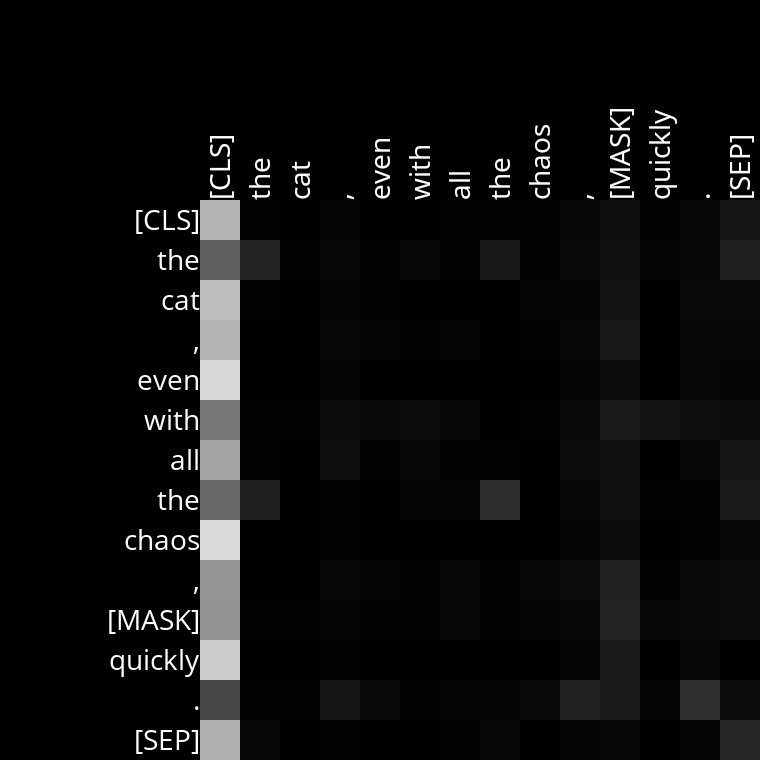 [CLS] the cat , even with all the chaos , [MASK] quickly . [SEP]
[CLS]
the
cat
,
even
with
all
the
chaos
,
[MASK]
quickly
.
[SEP]